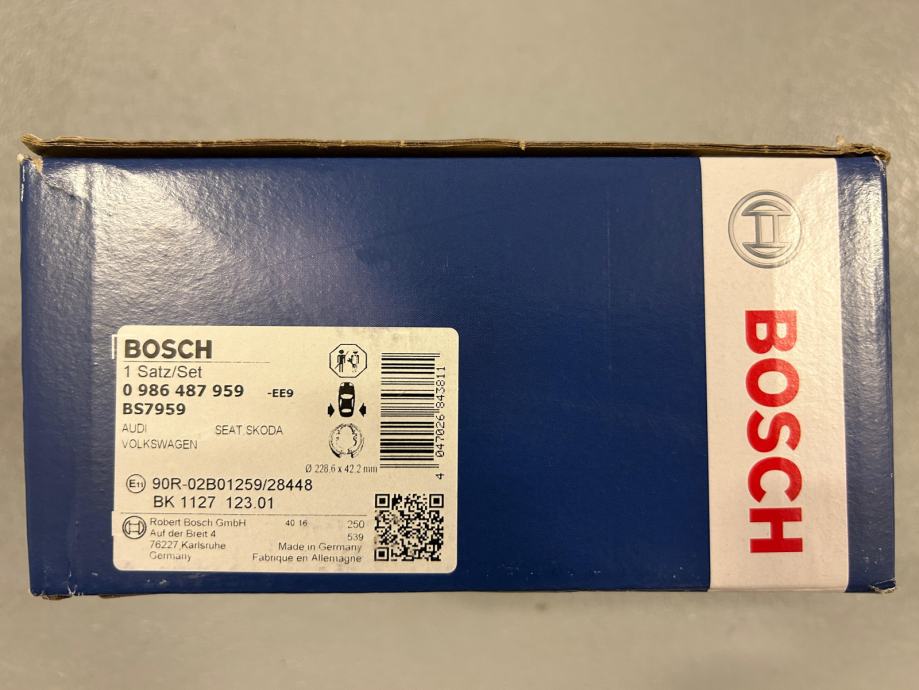 BOSCH
1 Satz/Set
0 986 487 959 -EE9
BS7959
AUDI SEAT,SKODA
VOLKSWAGEN
Ø 228,6 x 42.2 mm
4 047026 843811
E11 90R-02B01259/28448
BK 1127 123.01
Robert Bosch GmbH 40 16 250
Auf der Breit 4 539
76227 Karlsruhe Made in Germany
Germany Fabrique en Allemagne
BOSCH